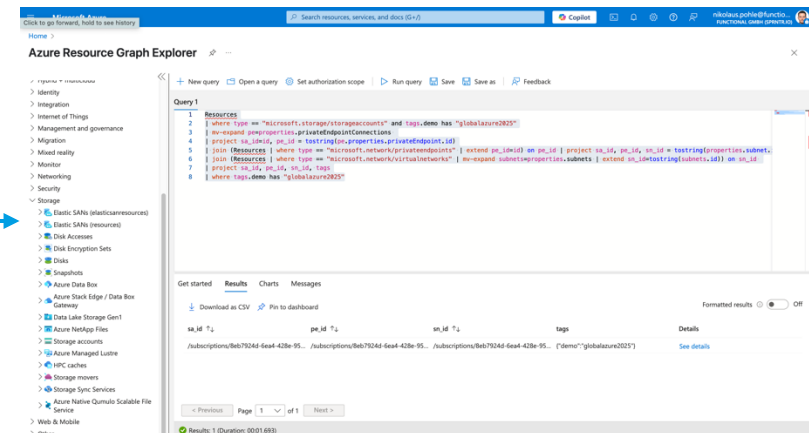 Click to go forward, hold to see history
Search resources, services, and docs (G+/)
Copilot
nikolaus.pohle@functio...
FUNCTIONAL GMBH (SPRINTR.IO)
Home >
Azure Resource Graph Explorer
Hybrid + multicloud
Identity
Integration
Internet of Things
Management and governance
Migration
Mixed reality
Monitor
Networking
Security
Storage
Elastic SANs (elasticsanresources)
Elastic SANs (resources)
Disk Accesses
Disk Encryption Sets
Disks
Snapshots
Azure Data Box
Azure Stack Edge / Data Box
Gateway
Data Lake Storage Gen1
Azure NetApp Files
Storage accounts
Azure Managed Lustre
HPC caches
Storage movers
Storage Sync Services
Azure Native Qumulo Scalable File
Service
Web & Mobile
New query Open a query Set authorization scope Run query Save Save as Feedback
Query 1
1 Resources
2 | where type == "microsoft.storage/storageaccounts" and tags.demo has "globalazure2025"
3 | mv-expand pe=properties.privateEndpointConnections
4 | project sa_id=id, pe_id = tostring(pe.properties.privateEndpoint.id)
5 | join (Resources | where type == "microsoft.network/privateendpoints" | extend pe_id=id) on pe_id | project sa_id, pe_id, sn_id = tostring(properties.subnet.
6 | join (Resources | where type == "microsoft.network/virtualnetworks" | mv-expand subnets=properties.subnets | extend sn_id=tostring(subnets.id)) on sn_id
7 | project sa_id, pe_id, sn_id, tags
8 | where tags.demo has "globalazure2025"
Get started Results Charts Messages
Download as CSV Pin to dashboard
Formatted results Off
sa_id pe_id sn_id tags Details
/subscriptions/8eb7924d-6ea4-428e-95... /subscriptions/8eb7924d-6ea4-428e-95... /subscriptions/8eb7924d-6ea4-428e-95... {"demo":"globalazure2025"} See details
< Previous Page 1 of 1 Next >
Results: 1 (Duration: 00:01.693)